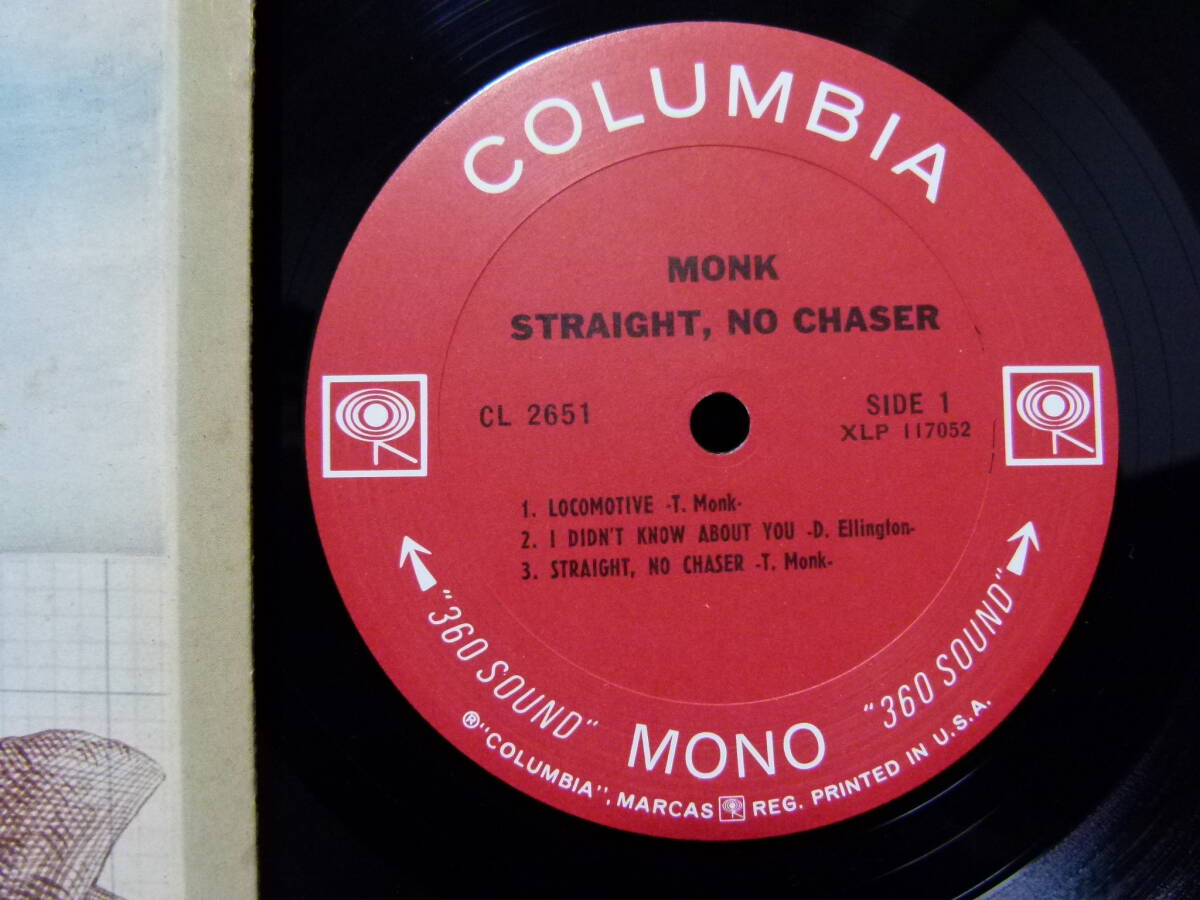 COLUMBIA
MONK
STRAIGHT, NO CHASER
CL 2651
SIDE 1
XLP 117052
1. LOCOMOTIVE -T. Monk-
2. I DIDN'T KNOW ABOUT YOU -D. Ellington-
3. STRAIGHT, NO CHASER -T. Monk-
"360 SOUND" MONO "360 SOUND"
®"COLUMBIA", MARCAS REG. PRINTED IN U.S.A.